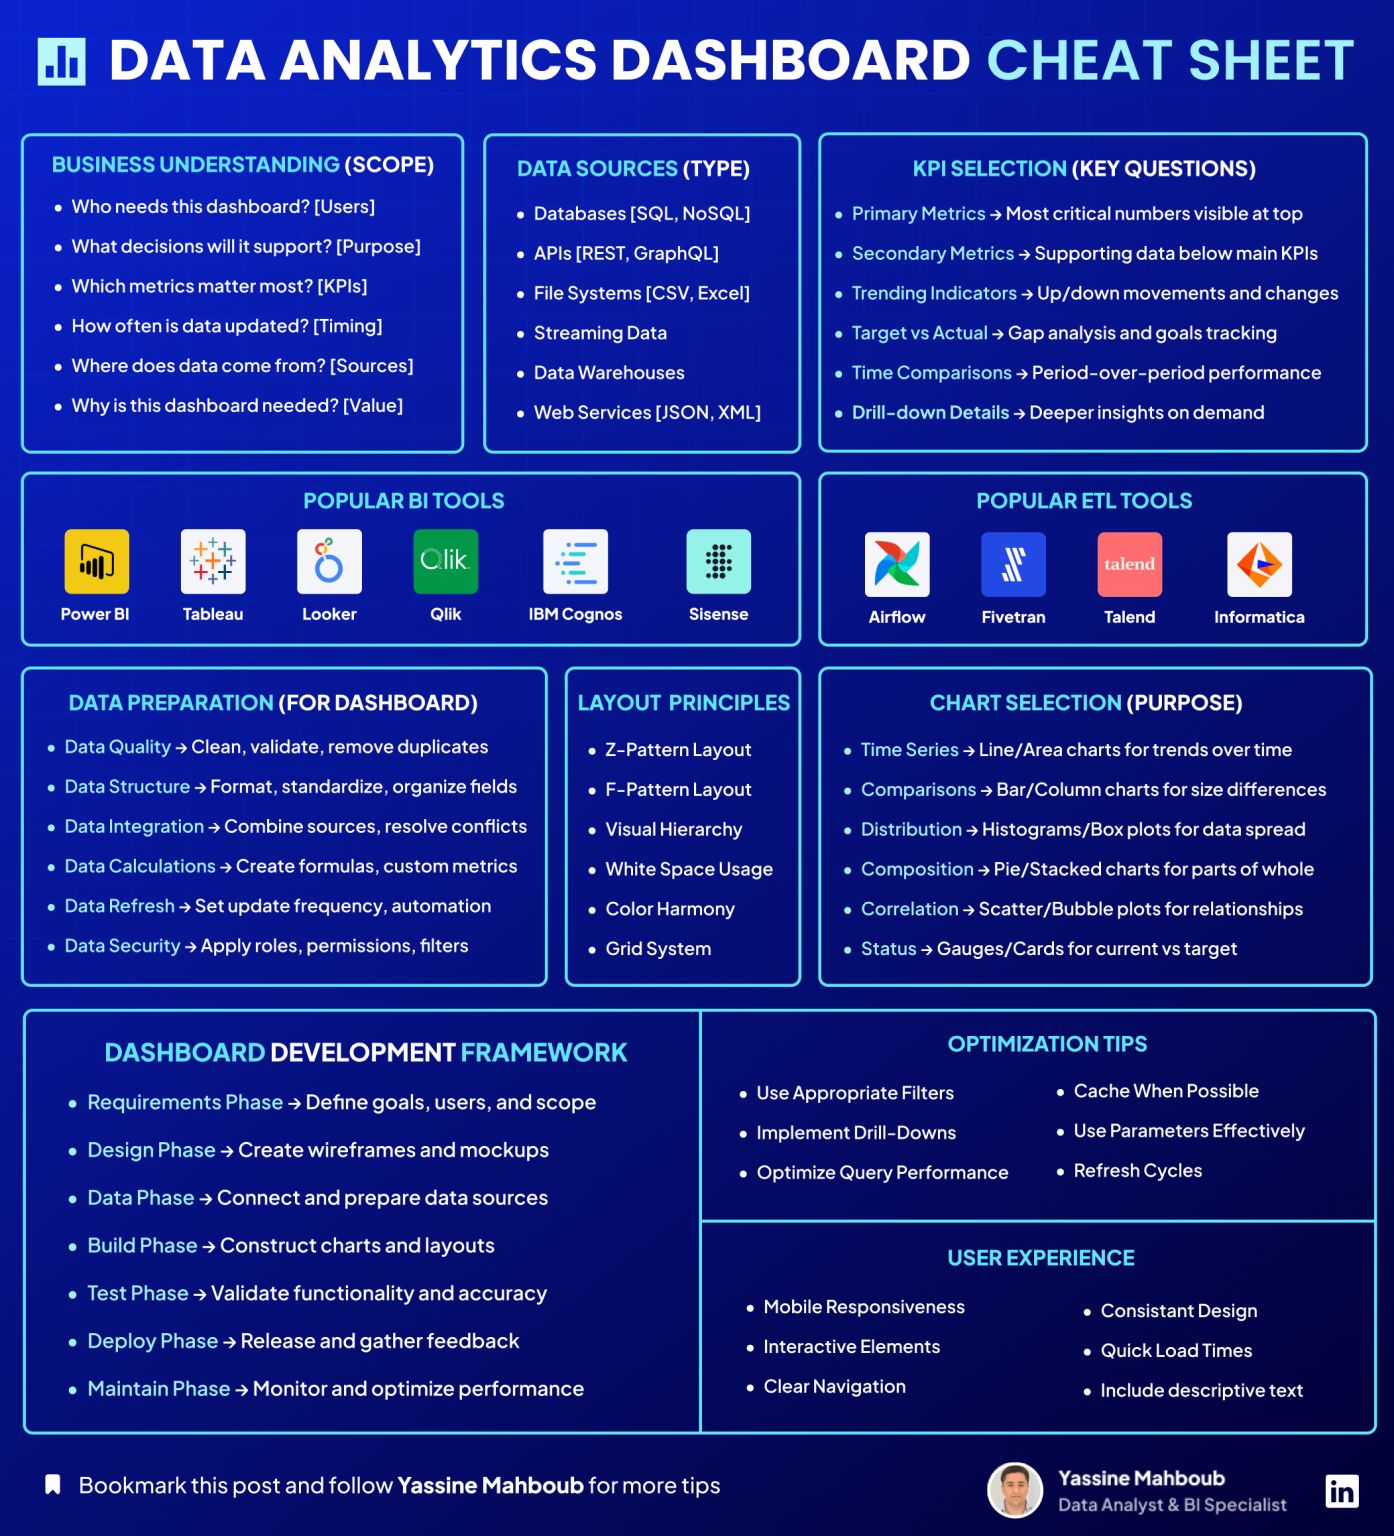 DATA ANALYTICS DASHBOARD CHEAT SHEET
BUSINESS UNDERSTANDING (SCOPE)
• Who needs this dashboard? [Users]
• What decisions will it support? [Purpose]
• Which metrics matter most? [KPIs]
• How often is data updated? [Timing]
• Where does data come from? [Sources]
• Why is this dashboard needed? [Value]
DATA SOURCES (TYPE)
• Databases [SQL, NoSQL]
• APIs [REST, GraphQL]
• File Systems [CSV, Excel]
• Streaming Data
• Data Warehouses
• Web Services [JSON, XML]
KPI SELECTION (KEY QUESTIONS)
• Primary Metrics → Most critical numbers visible at top
• Secondary Metrics → Supporting data below main KPIs
• Trending Indicators → Up/down movements and changes
• Target vs Actual → Gap analysis and goals tracking
• Time Comparisons → Period-over-period performance
• Drill-down Details → Deeper insights on demand
POPULAR BI TOOLS
Qlik
Power BI
Tableau
Looker
Qlik
IBM Cognos
Sisense
POPULAR ETL TOOLS
talend
Airflow
Fivetran
Talend
Informatica
DATA PREPARATION (FOR DASHBOARD)
• Data Quality → Clean, validate, remove duplicates
• Data Structure → Format, standardize, organize fields
• Data Integration → Combine sources, resolve conflicts
• Data Calculations → Create formulas, custom metrics
• Data Refresh → Set update frequency, automation
• Data Security → Apply roles, permissions, filters
LAYOUT PRINCIPLES
• Z-Pattern Layout
• F-Pattern Layout
• Visual Hierarchy
• White Space Usage
• Color Harmony
• Grid System
CHART SELECTION (PURPOSE)
• Time Series → Line/Area charts for trends over time
• Comparisons → Bar/Column charts for size differences
• Distribution → Histograms/Box plots for data spread
• Composition → Pie/Stacked charts for parts of whole
• Correlation → Scatter/Bubble plots for relationships
• Status → Gauges/Cards for current vs target
DASHBOARD DEVELOPMENT FRAMEWORK
• Requirements Phase → Define goals, users, and scope
• Design Phase → Create wireframes and mockups
• Data Phase → Connect and prepare data sources
• Build Phase → Construct charts and layouts
• Test Phase → Validate functionality and accuracy
• Deploy Phase → Release and gather feedback
• Maintain Phase → Monitor and optimize performance
OPTIMIZATION TIPS
• Use Appropriate Filters
• Implement Drill-Downs
• Optimize Query Performance
• Cache When Possible
• Use Parameters Effectively
• Refresh Cycles
USER EXPERIENCE
• Mobile Responsiveness
• Interactive Elements
• Clear Navigation
• Consistant Design
• Quick Load Times
• Include descriptive text
Bookmark this post and follow Yassine Mahboub for more tips
Yassine Mahboub
Data Analyst & BI Specialist
in